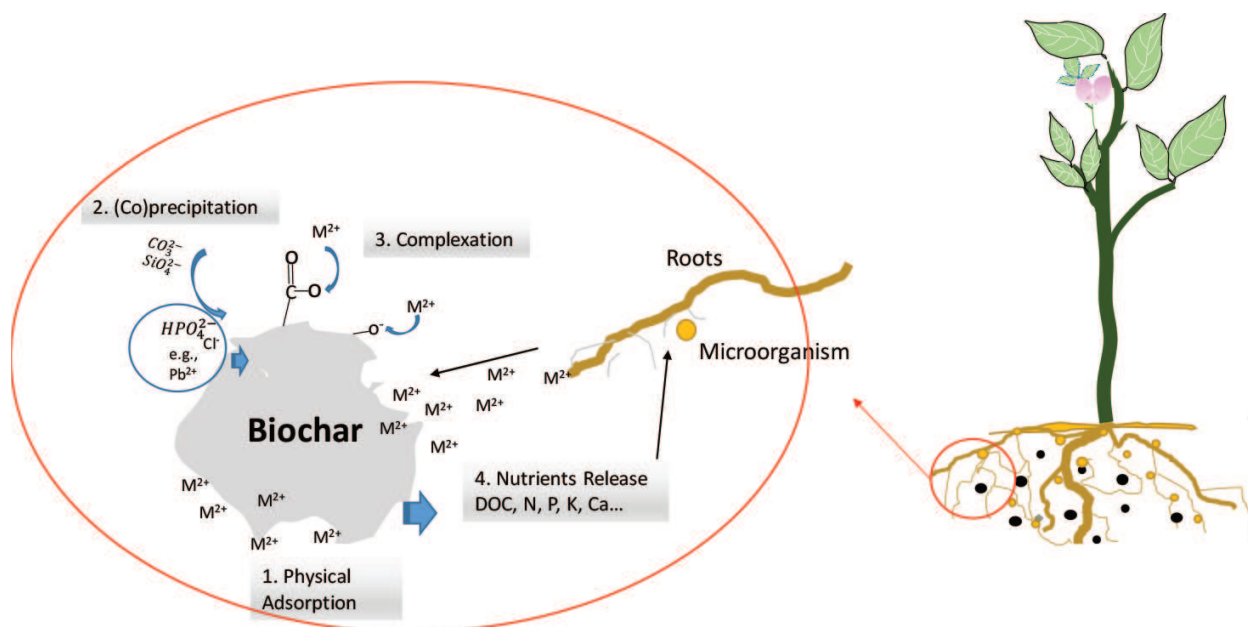 2. (Co)precipitation
CO₃²⁻
SiO₄²⁻
HPO₄²⁻
Cl⁻
e.g.,
Pb²⁺
M²⁺
3. Complexation
O
C
O
O⁻
M²⁺
Roots
Microorganism
M²⁺
M²⁺
M²⁺
M²⁺
M²⁺
M²⁺
M²⁺
Biochar
M²⁺
M²⁺
M²⁺
M²⁺
M²⁺
4. Nutrients Release
DOC, N, P, K, Ca...
1. Physical
Adsorption